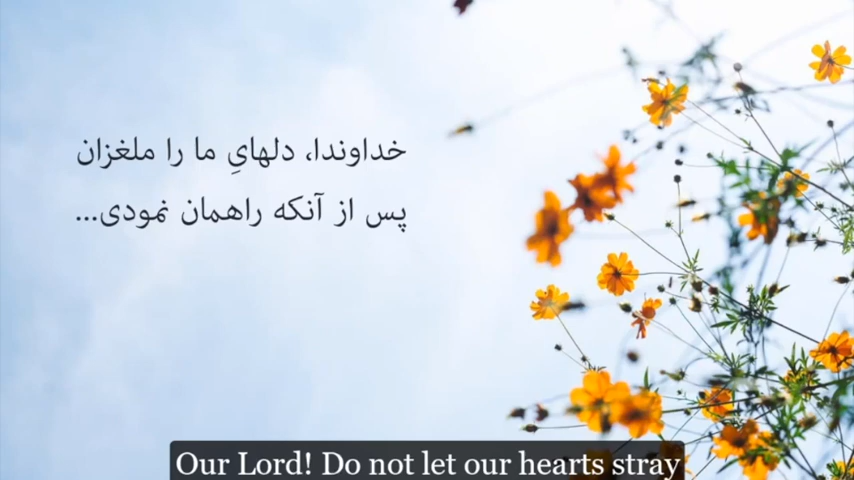 خداوندا، دلهایِ ما را ملغزان
پس از آنکه راهمان نمودی...
Our Lord! Do not let our hearts stray